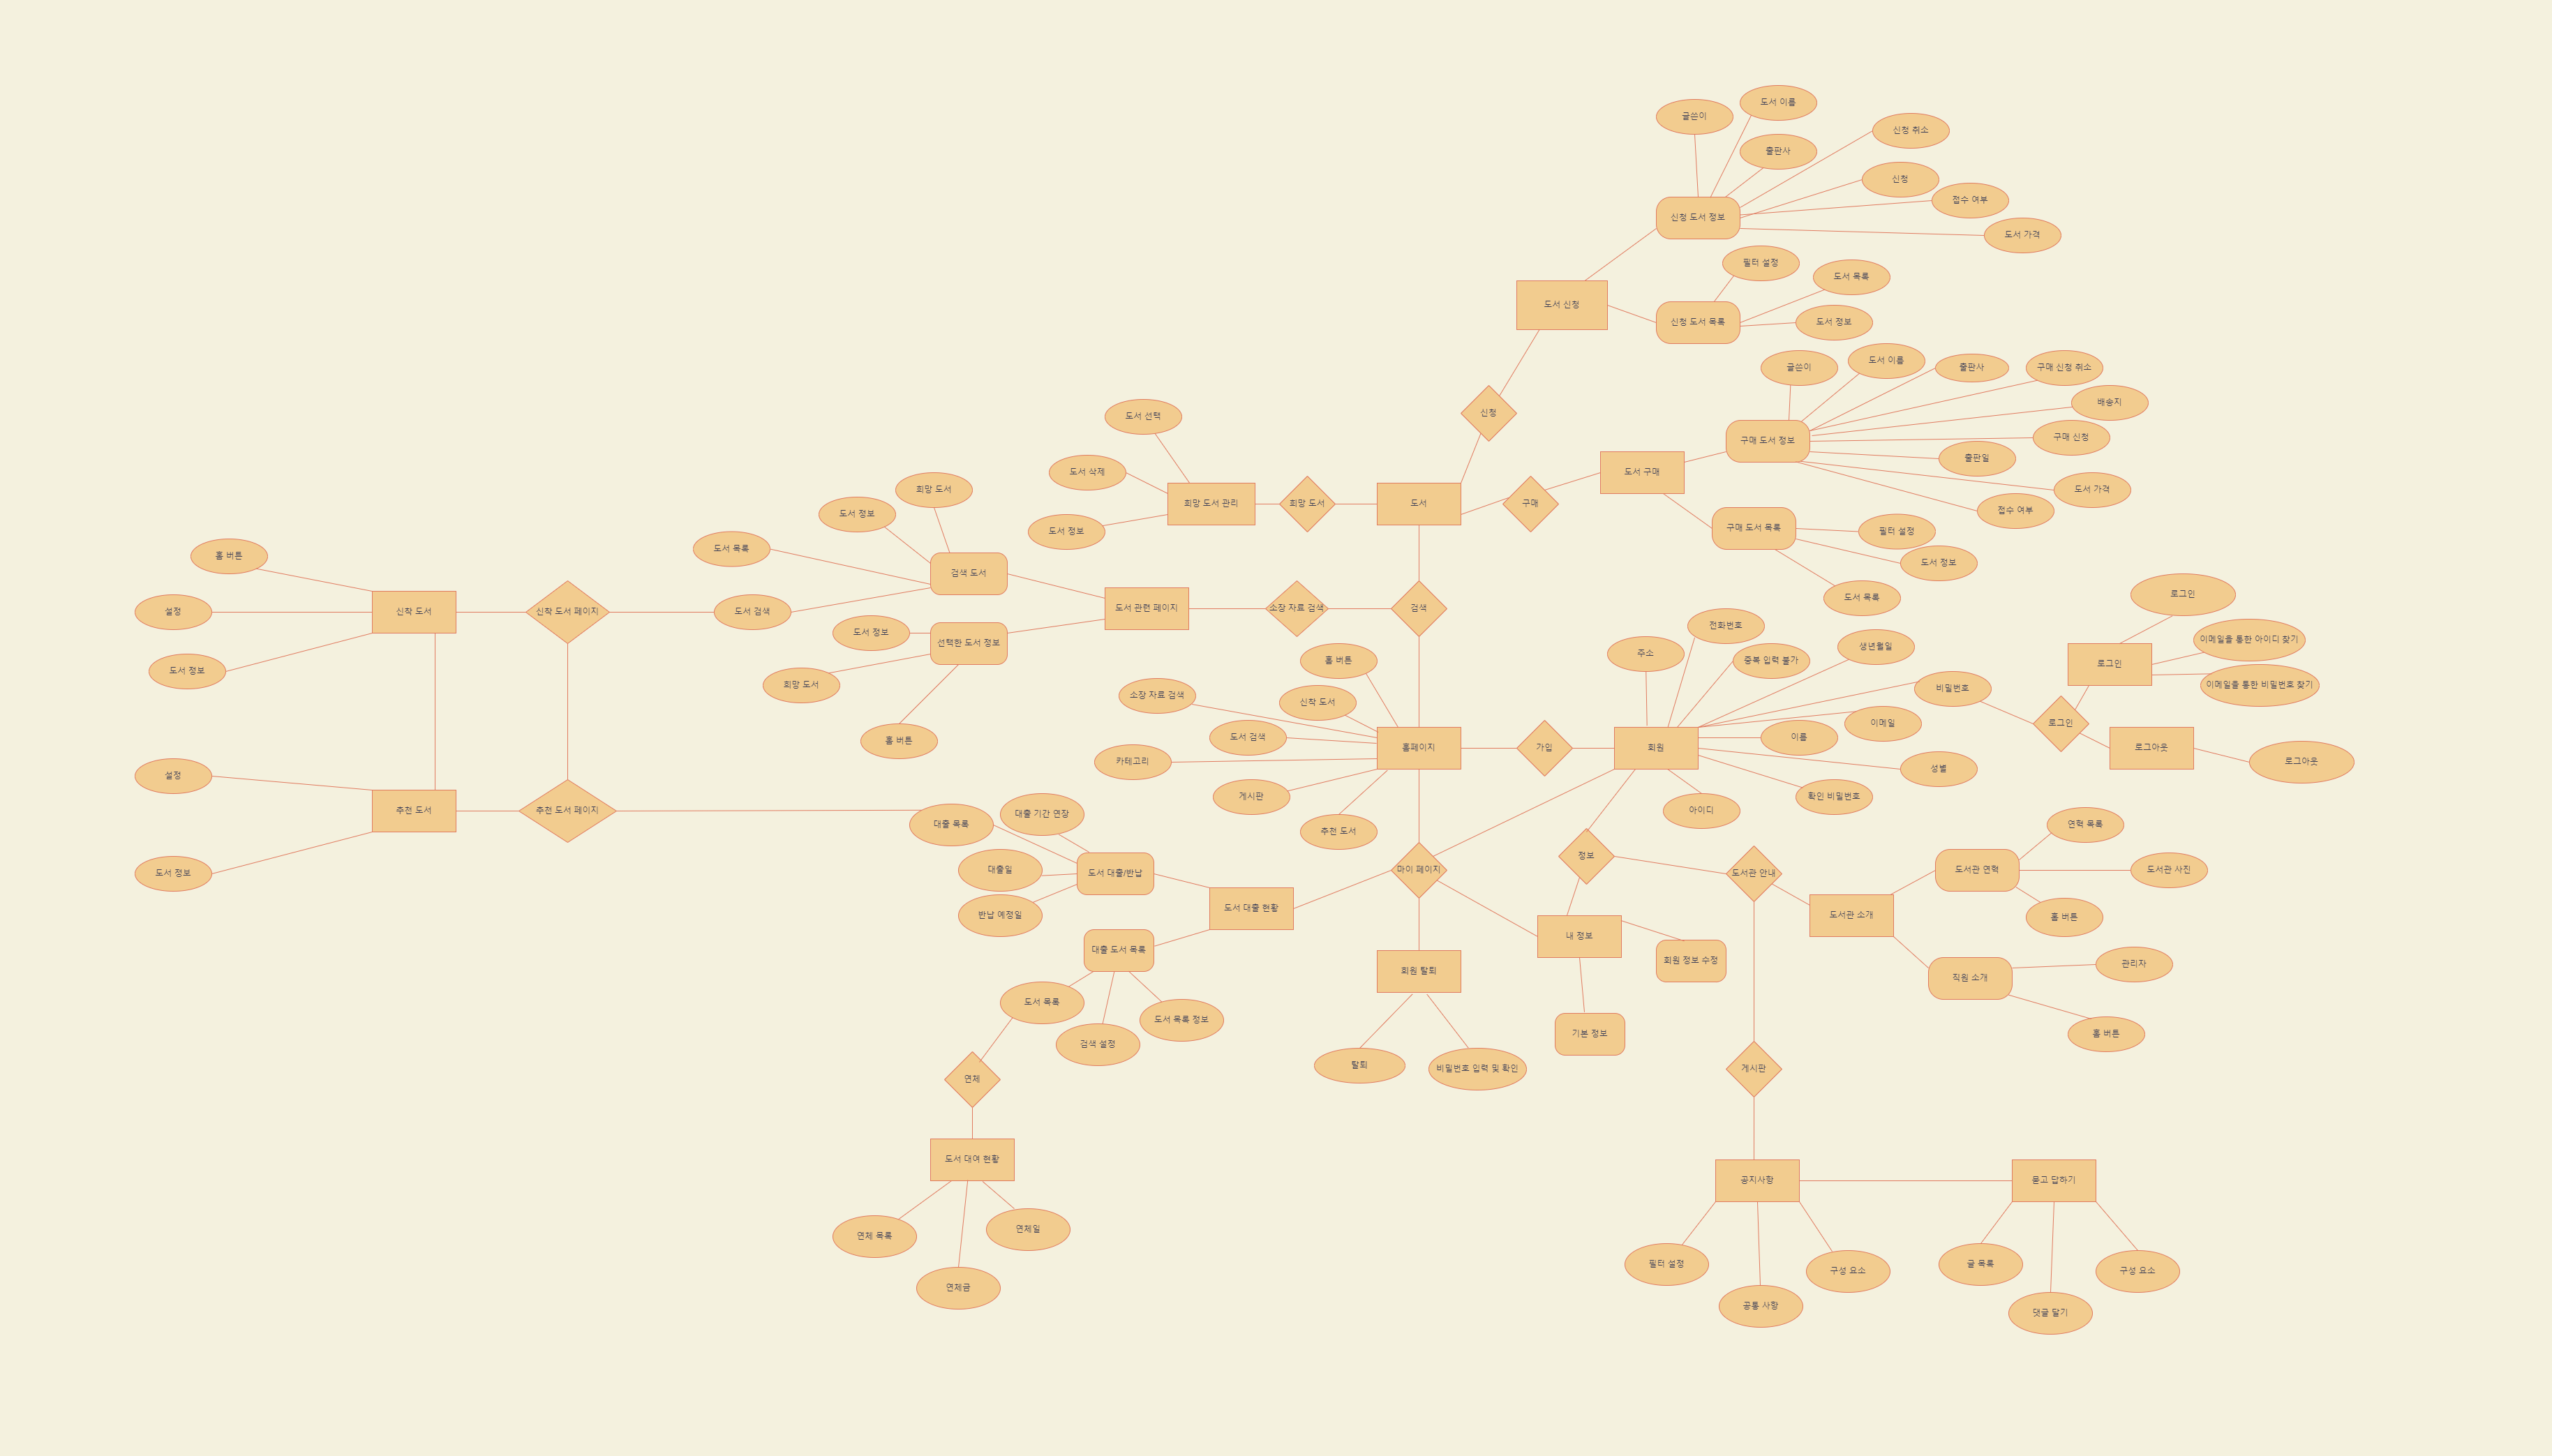 도서 이름
글쓴이
신청 취소
출판사
신청
접수 여부
신청 도서 정보
도서 가격
필터 설정
도서 목록
도서 신청
신청 도서 목록
도서 정보
도서 이름
글쓴이
출판사
구매 신청 취소
배송지
도서 선택
신청
구매 도서 정보
구매 신청
출판일
도서 삭제
도서 구매
희망 도서
도서 가격
희망 도서 관리
희망 도서
도서
구매
접수 여부
도서 정보
구매 도서 목록
도서 정보
필터 설정
도서 목록
홈 버튼
도서 정보
검색 도서
도서 목록
로그인
신작 도서
설정
신작 도서 페이지
도서 검색
도서 관련 페이지
소장 자료 검색
검색
전화번호
도서 정보
선택한 도서 정보
이메일을 통한 아이디 찾기
생년월일
주소
홈 버튼
중복 입력 불가
로그인
도서 정보
희망 도서
이메일을 통한 비밀번호 찾기
비밀번호
소장 자료 검색
신작 도서
이메일
로그인
도서 검색
이름
홈 버튼
홈페이지
가입
회원
로그아웃
카테고리
로그아웃
성별
설정
게시판
확인 비밀번호
추천 도서
추천 도서 페이지
아이디
대출 기간 연장
대출 목록
연혁 목록
추천 도서
정보
대출일
도서 대출/반납
마이 페이지
도서관 안내
도서관 연력
도서관 사진
도서 정보
도서 대출 현황
반납 예정일
도서관 소개
홈 버튼
내 정보
대출 도서 목록
회원 정보 수정
회원 탈퇴
관리자
직원 소개
도서 목록
도서 목록 정보
기본 정보
홈 버튼
검색 설정
탈퇴
비밀번호 입력 및 확인
게시판
연체
도서 대여 현황
공지사항
묻고 답하기
연체일
연체 목록
필터 설정
구성 요소
글 목록
구성 요소
연체금
공통 사항
댓글 달기